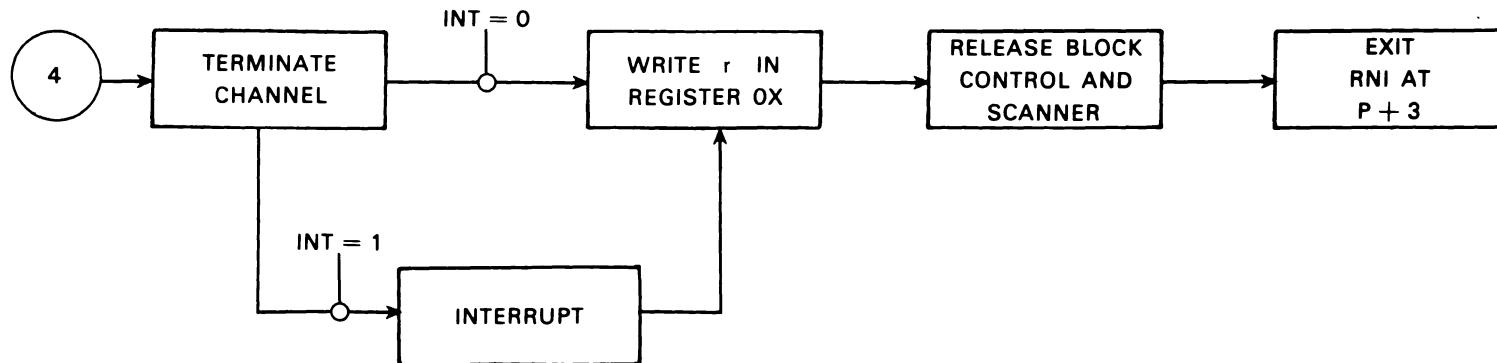 INT = 0
4
TERMINATE
CHANNEL
WRITE r IN
REGISTER 0X
RELEASE BLOCK
CONTROL AND
SCANNER
EXIT
RNI AT
P + 3
INT = 1
INTERRUPT